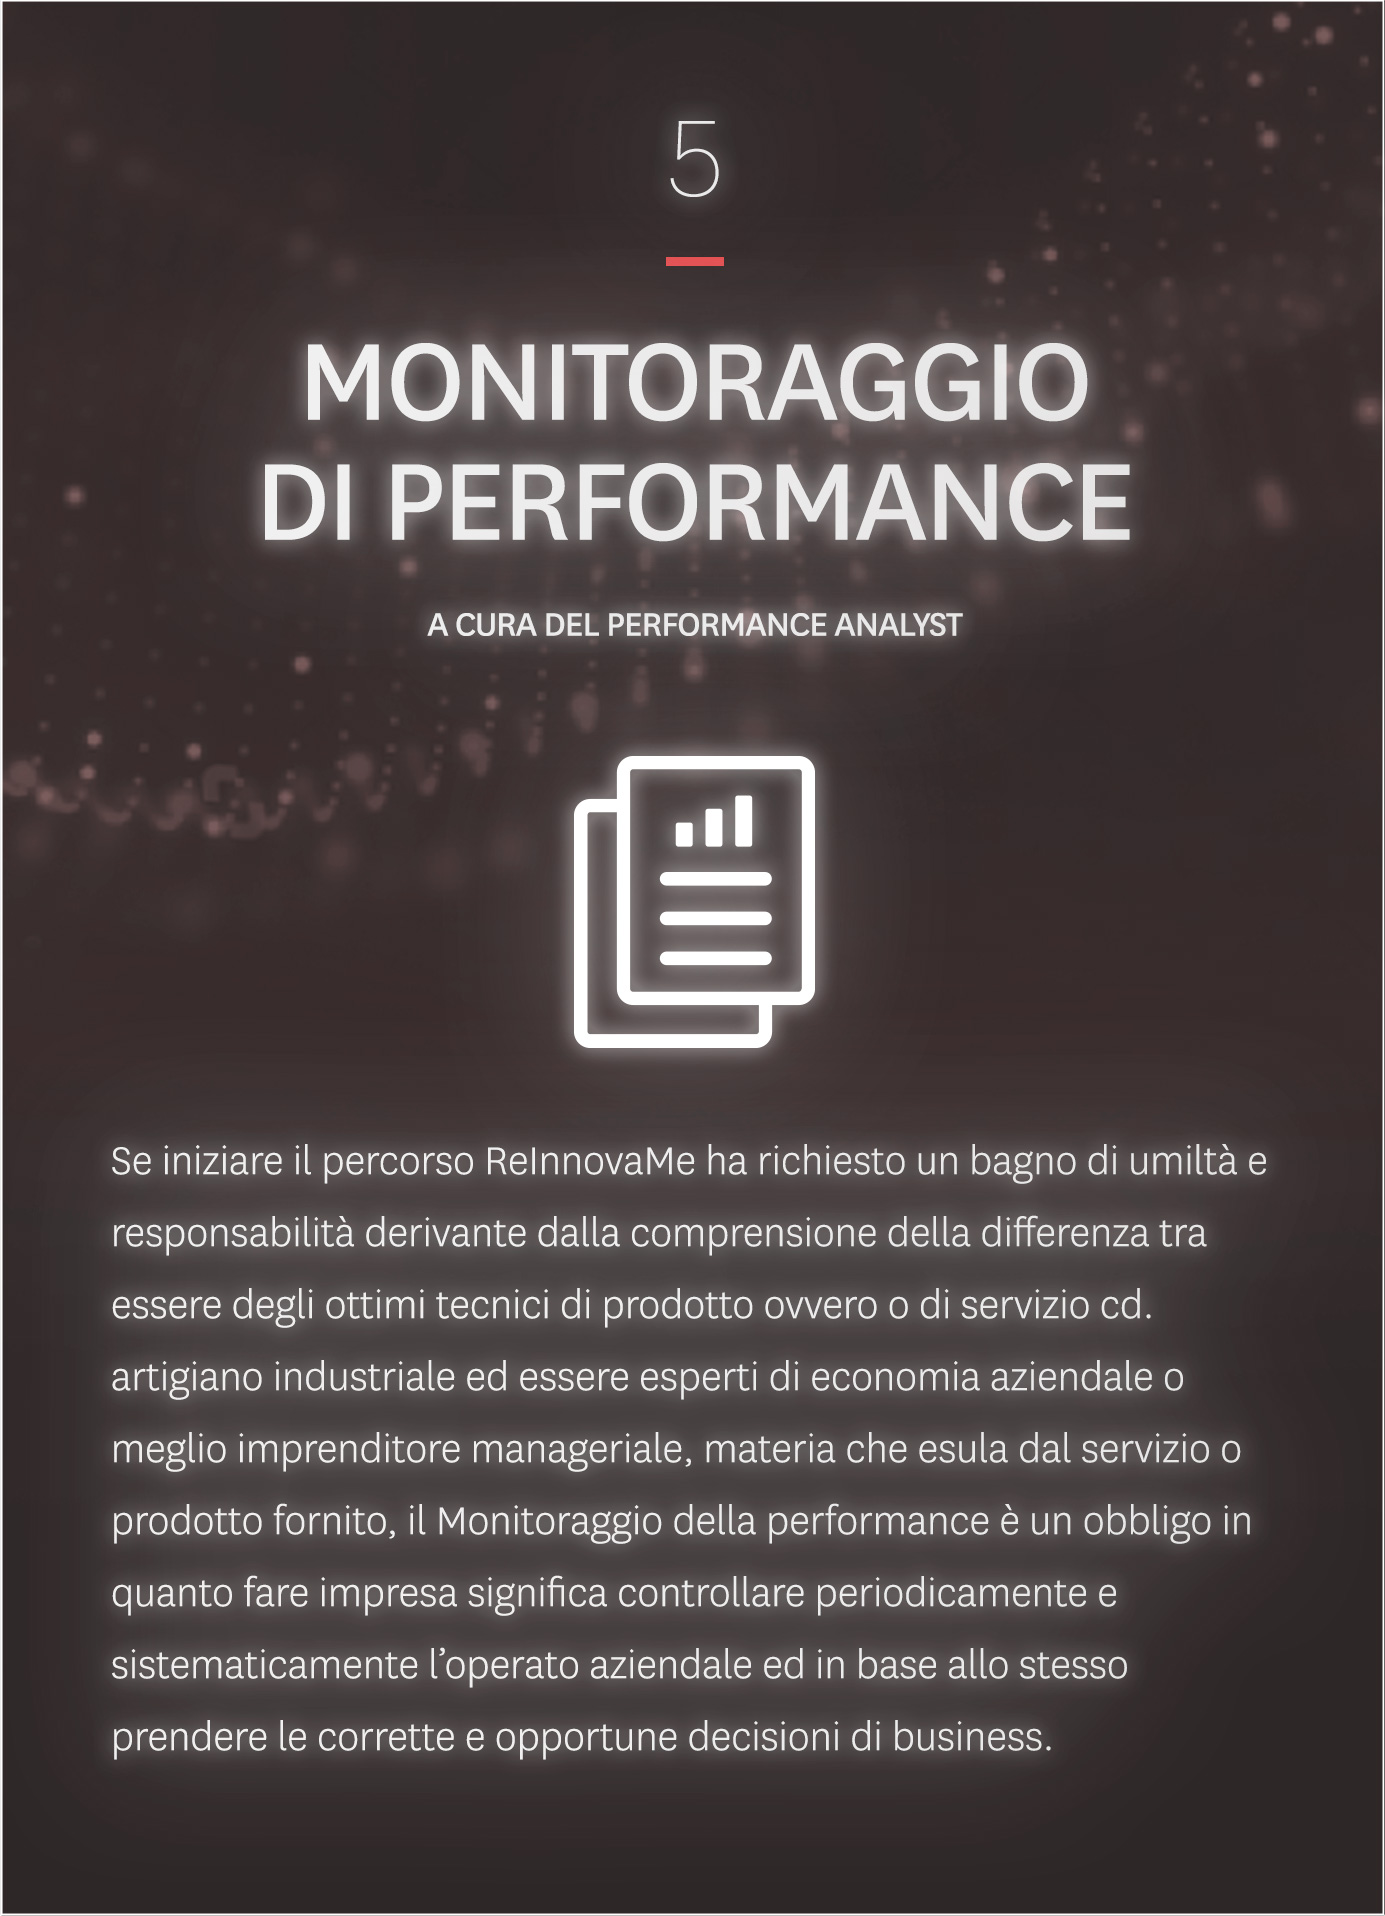 5
MONITORAGGIO
DI PERFORMANCE
A CURA DEL PERFORMANCE ANALYST
Se iniziare il percorso ReInnovaMe ha richiesto un bagno di umiltà e
responsabilità derivante dalla comprensione della differenza tra
essere degli ottimi tecnici di prodotto ovvero o di servizio cd.
artigiano industriale ed essere esperti di economia aziendale o
meglio imprenditore manageriale, materia che esula dal servizio o
prodotto fornito, il Monitoraggio della performance è un obbligo in
quanto fare impresa significa controllare periodicamente e
sistematicamente l’operato aziendale ed in base allo stesso
prendere le corrette e opportune decisioni di business.